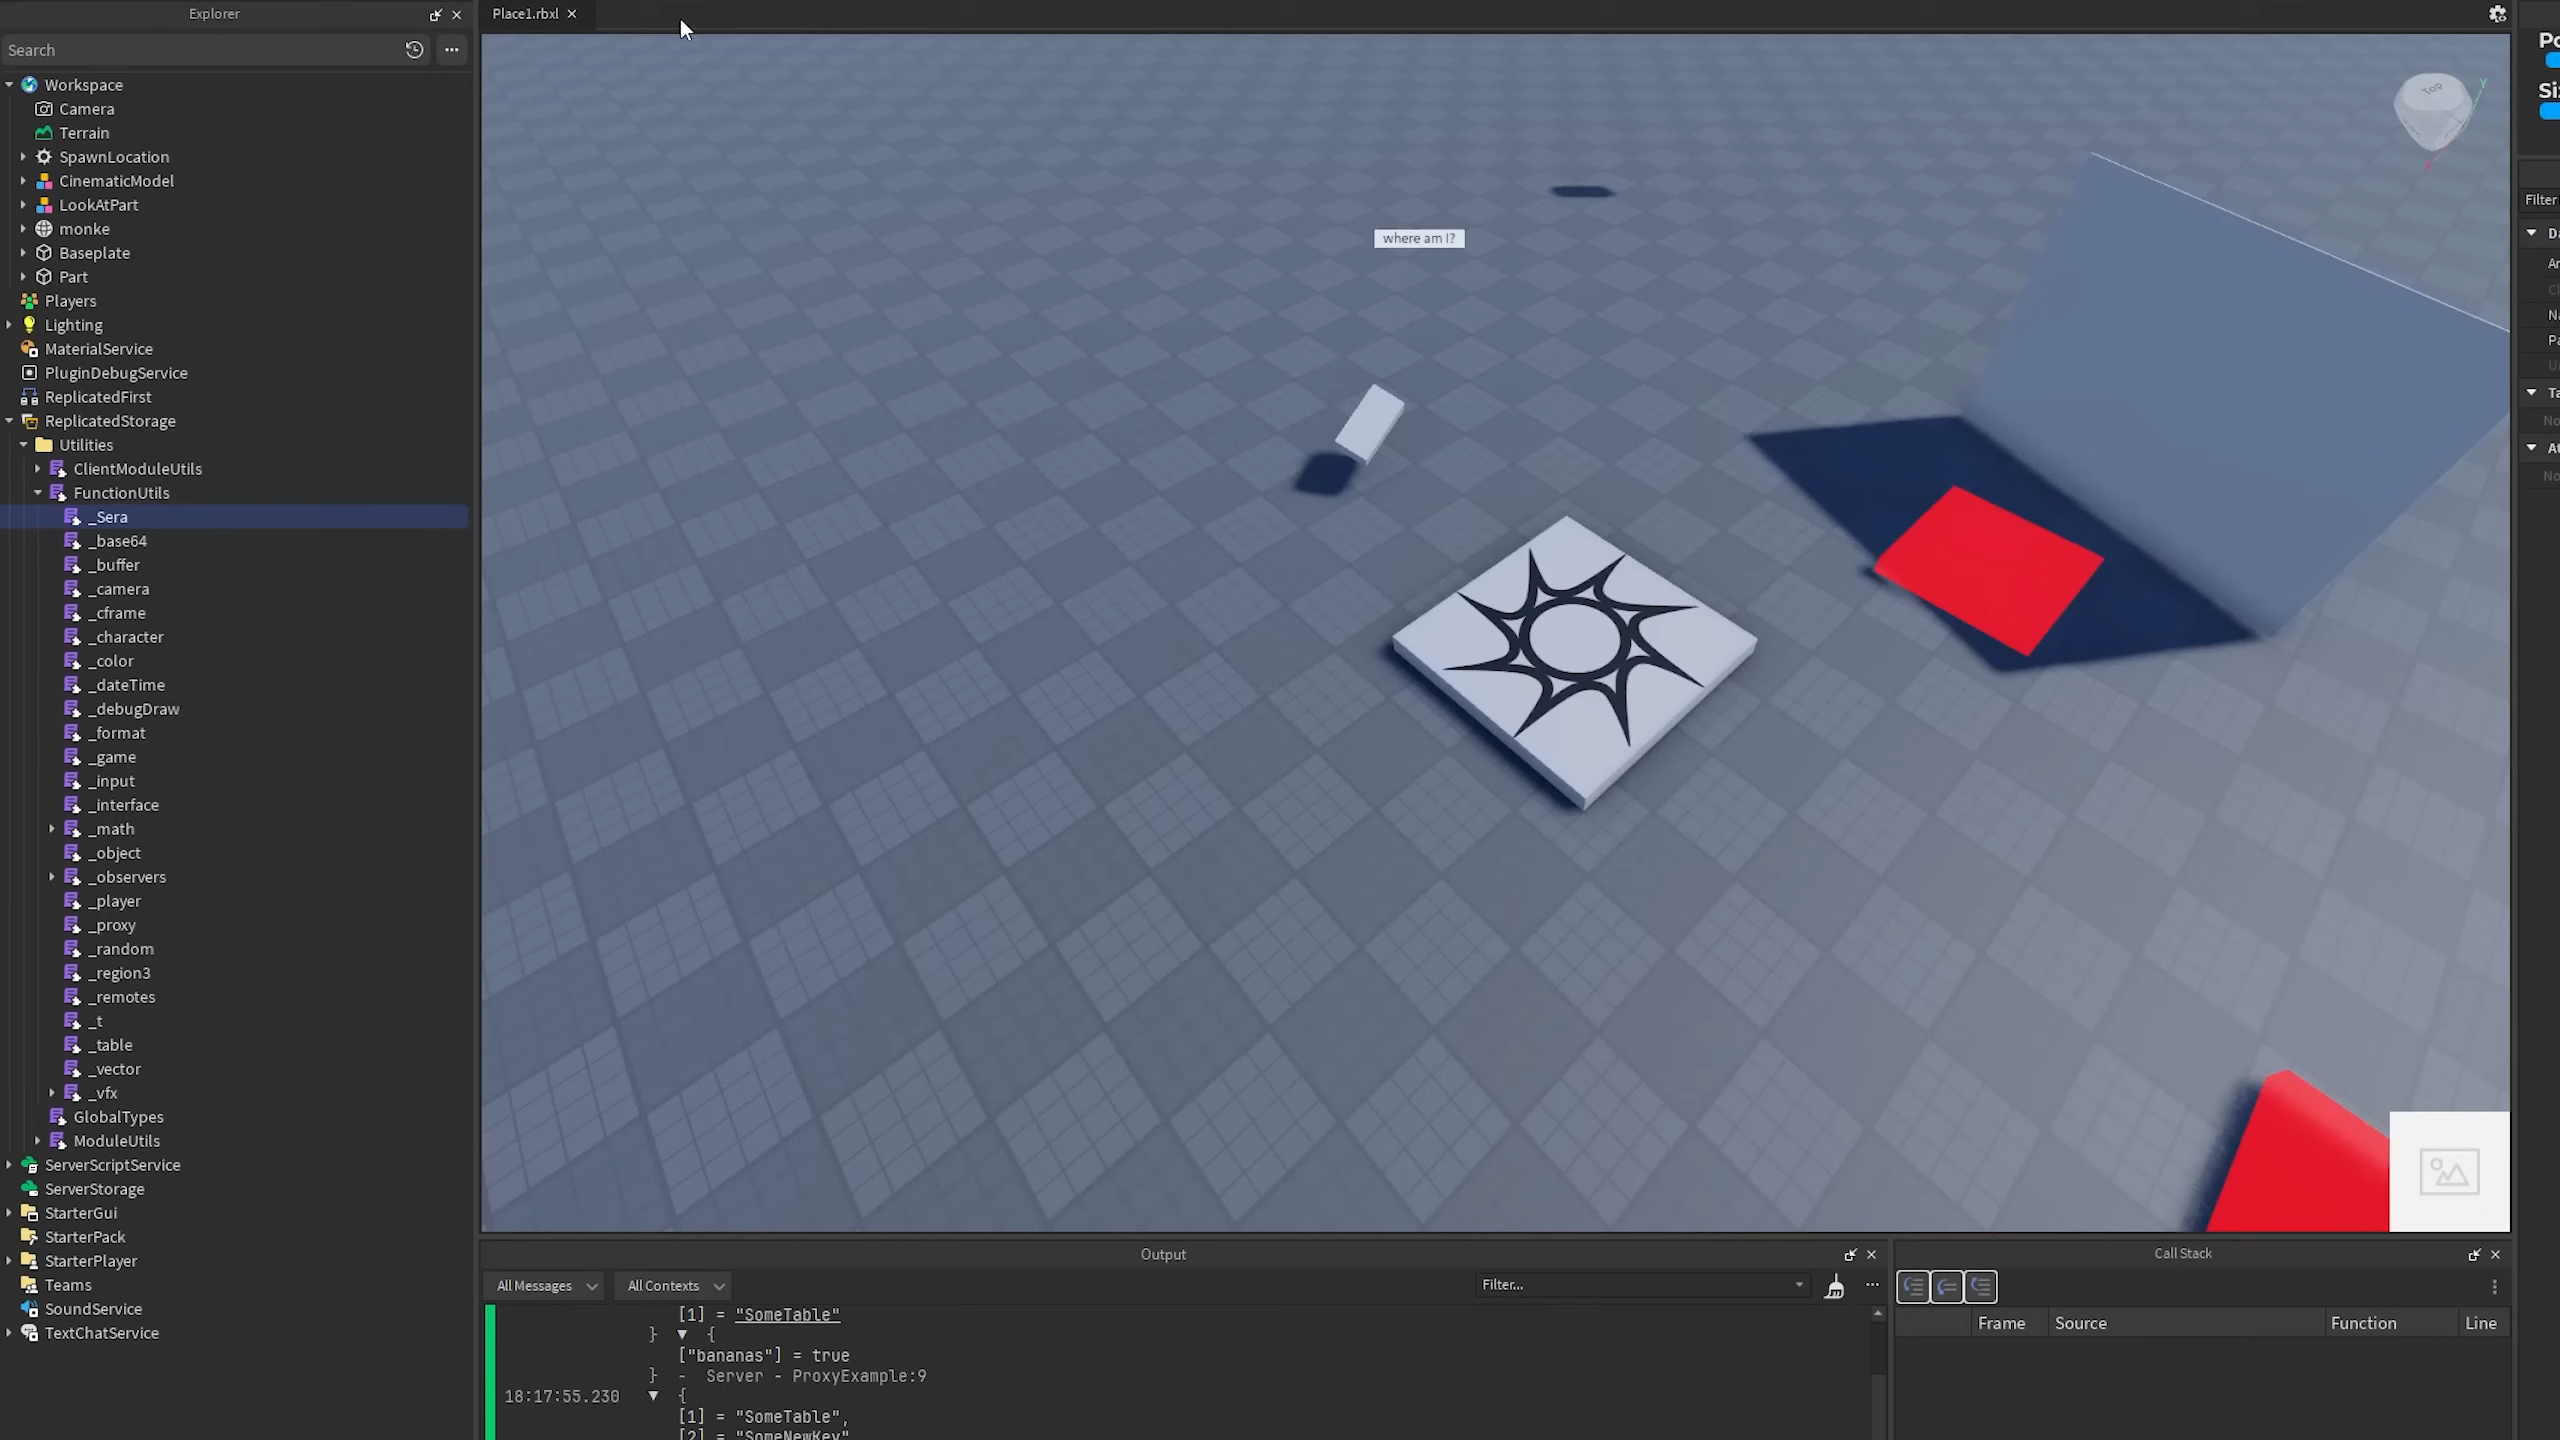 Explorer
Search
Workspace
Camera
Terrain
SpawnLocation
CinematicModel
LookAtPart
monke
Baseplate
Part
Players
Lighting
MaterialService
PluginDebugService
ReplicatedFirst
ReplicatedStorage
Utilities
ClientModuleUtils
FunctionUtils
_Sera
_base64
_buffer
_camera
_cframe
_character
_color
_dateTime
_debugDraw
_format
_game
_input
_interface
_math
_object
_observers
_player
_proxy
_random
_region3
_remotes
_t
_table
_vector
_vfx
GlobalTypes
ModuleUtils
ServerScriptService
ServerStorage
StarterGui
StarterPack
StarterPlayer
Teams
SoundService
TextChatService
Place1.rbxl
where am I?
Top
Y
Filter
Output
All Messages
All Contexts
Filter...
[1] = "SomeTable"
} ▼ {
["bananas"] = true
} - Server - ProxyExample:9
18:17:55.230 ▼ {
[1] = "SomeTable",
[2] = "SomeNewKey"
Call Stack
Frame Source Function Line